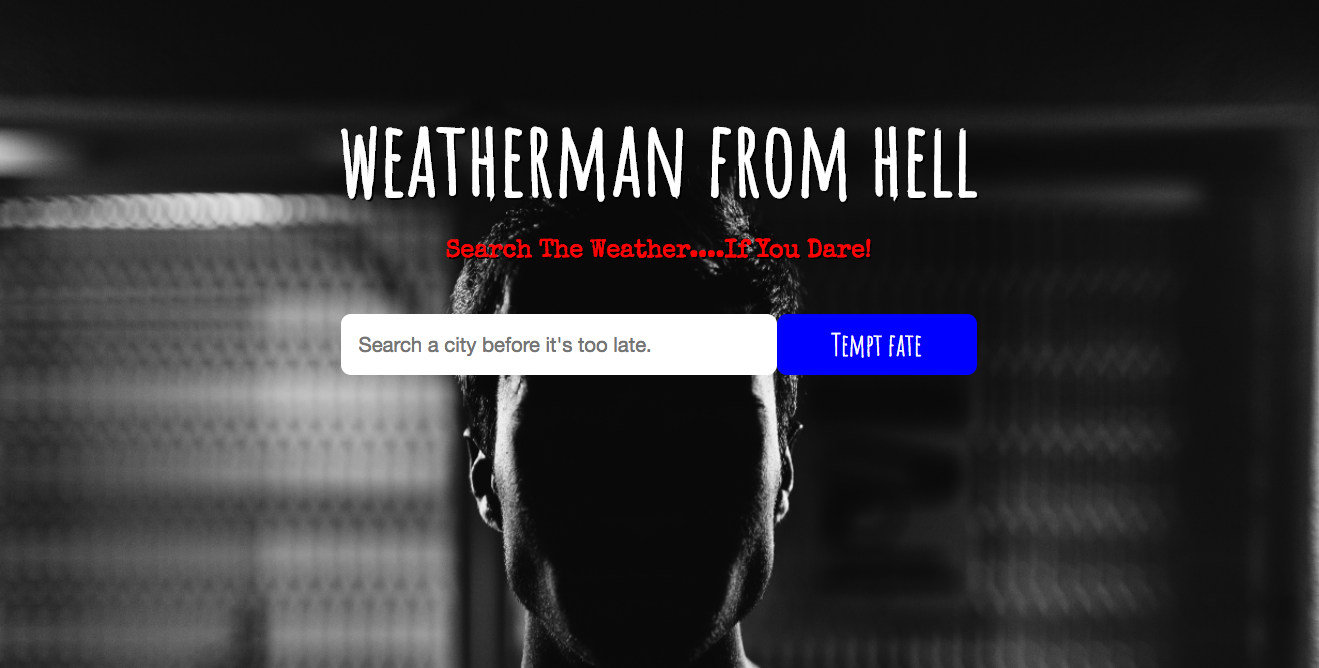 WEATHERMAN FROM HELL
Search The Weather....If You Dare!
Search a city before it's too late.
TEMPT FATE